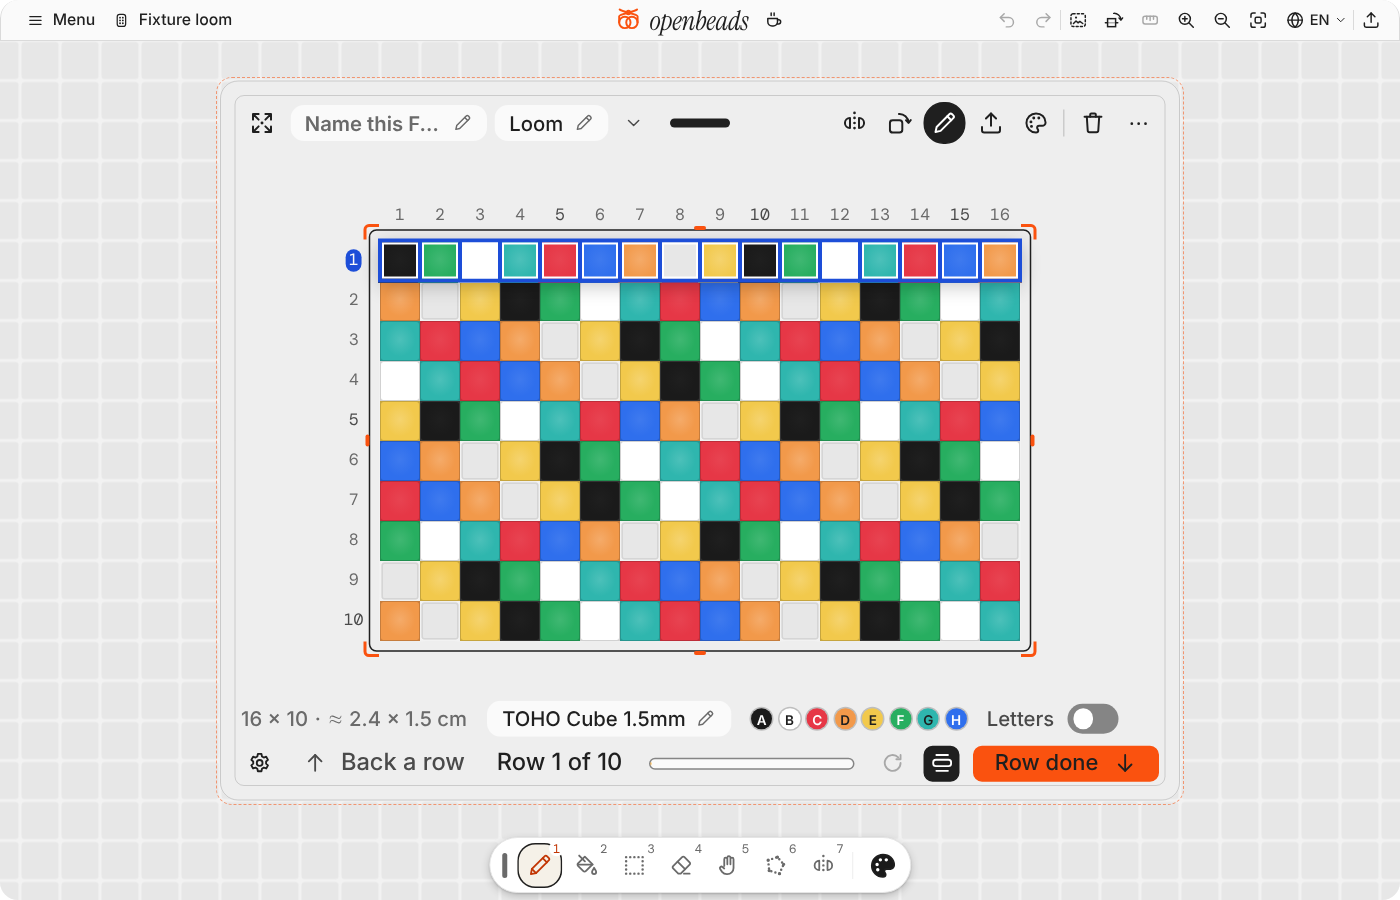 Menu
Fixture loom
openbeads
EN
Name this F...
Loom
1 2 3 4 5 6 7 8 9 10 11 12 13 14 15 16
1
2
3
4
5
6
7
8
9
10
16 × 10 · ≈ 2.4 × 1.5 cm
TOHO Cube 1.5mm
A B C D E F G H
Letters
Back a row
Row 1 of 10
Row done
1 2 3 4 5 6 7